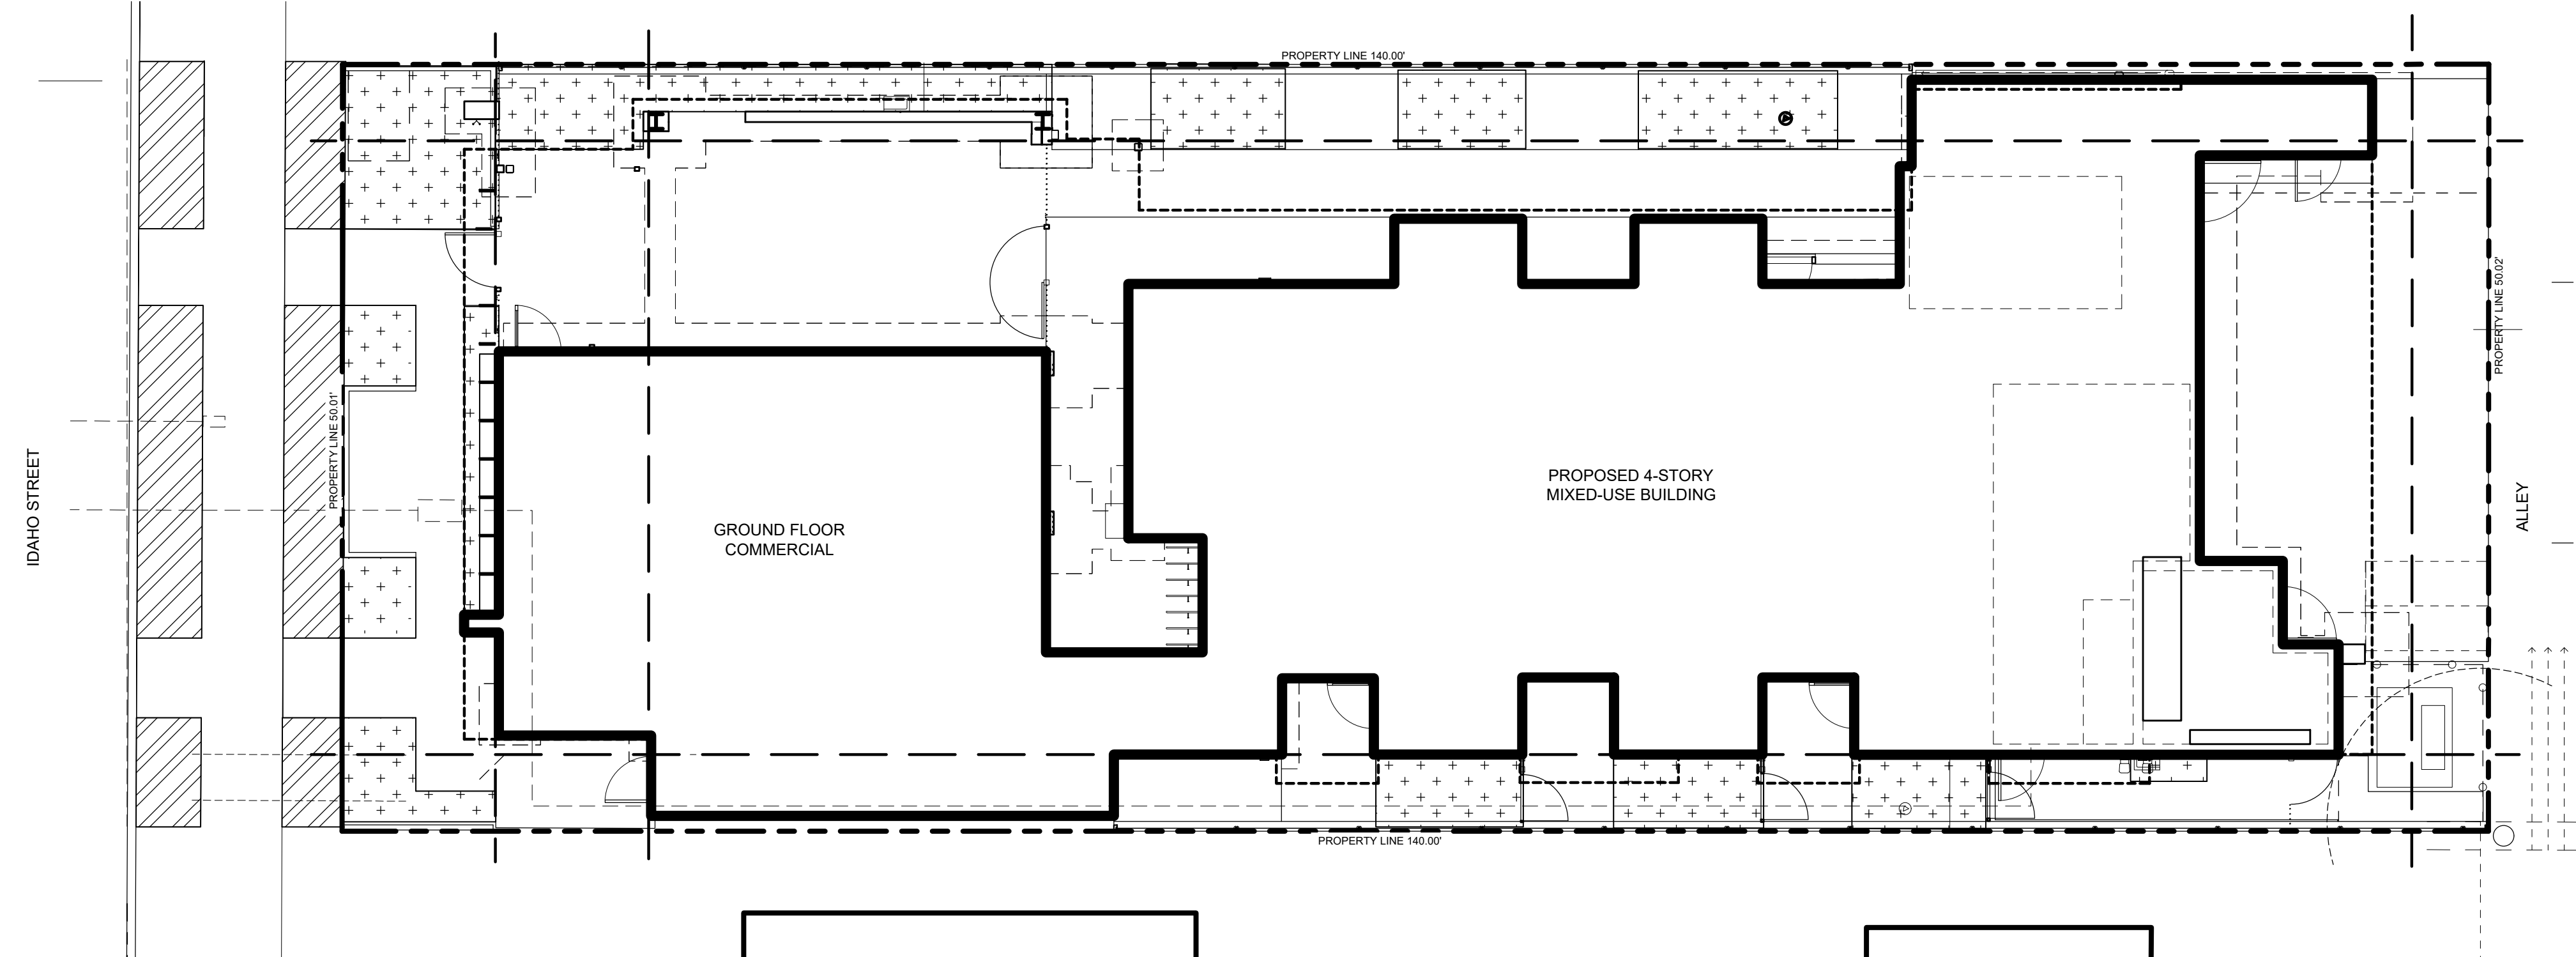 PROPERTY LINE 140.00'
PROPERTY LINE 50.02'
PROPERTY LINE 50.01'
IDAHO STREET
GROUND FLOOR
COMMERCIAL
PROPOSED 4-STORY
MIXED-USE BUILDING
ALLEY
PROPERTY LINE 140.00'